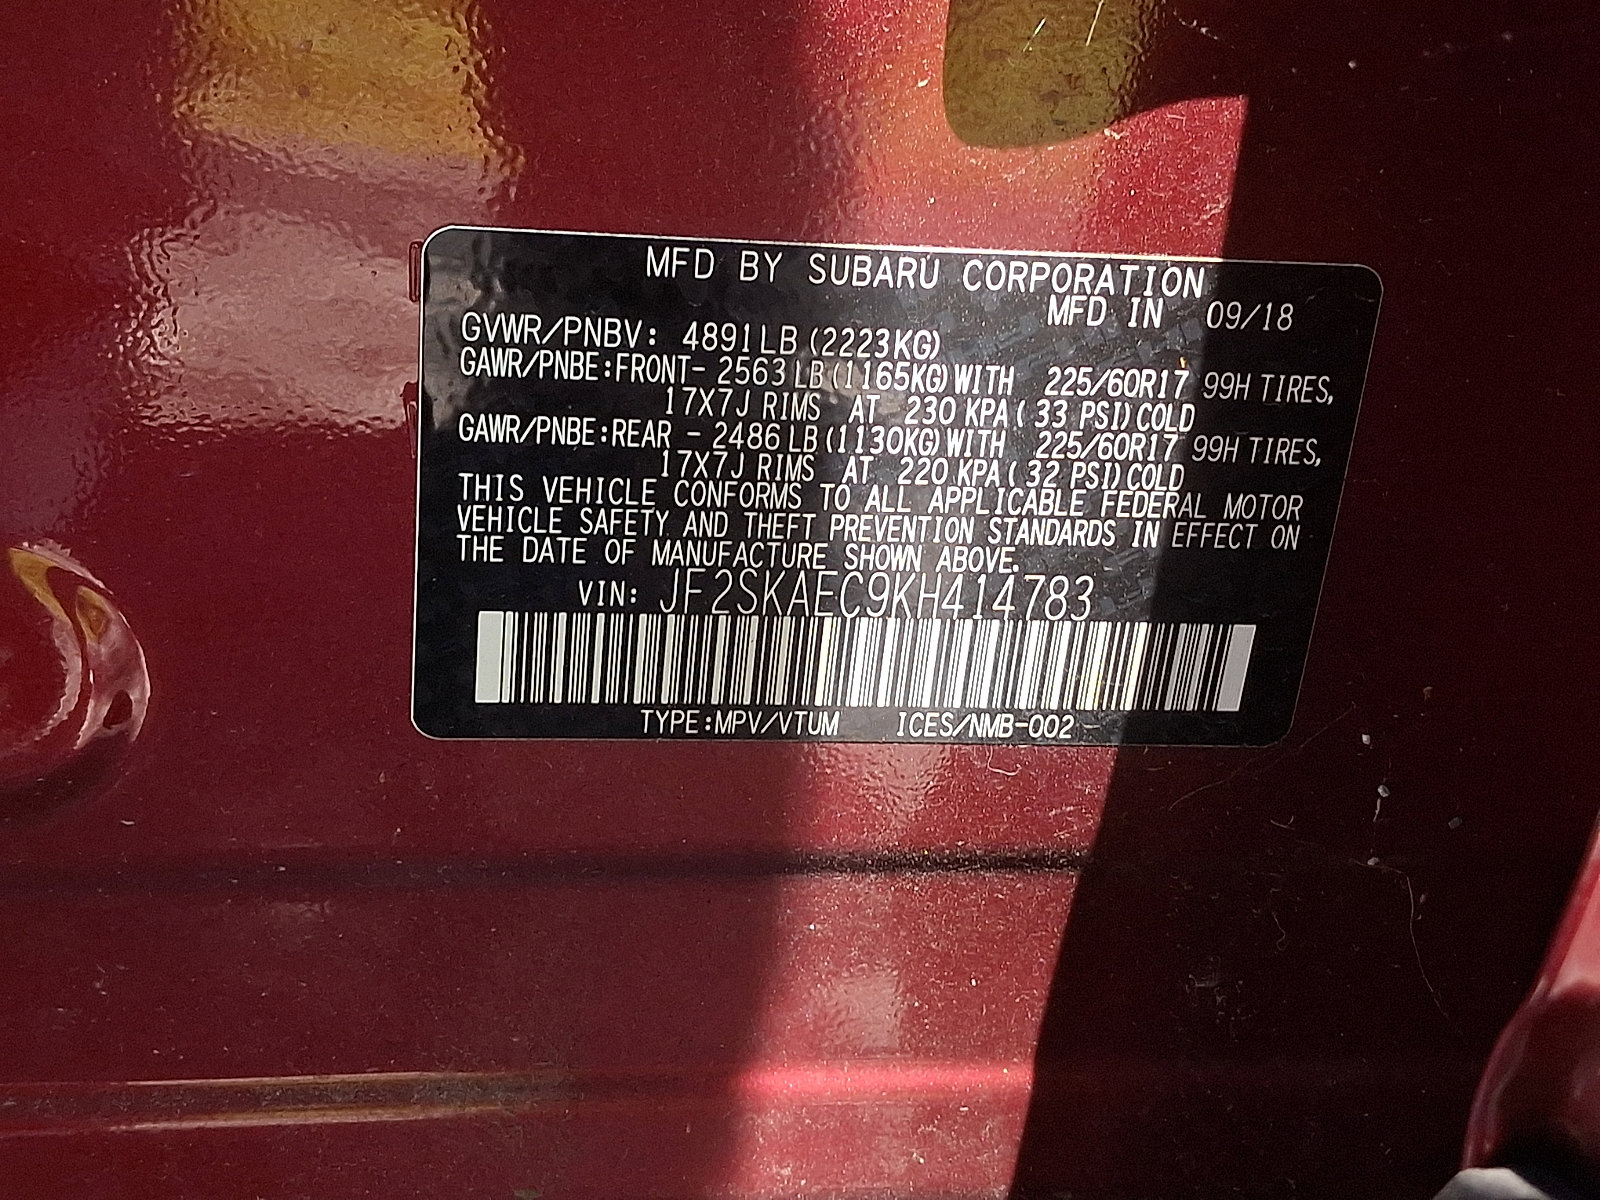 MFD BY SUBARU CORPORATION
MFD IN 09/18
GVWR/PNBV: 4891LB(2223KG)
GAWR/PNBE:FRONT- 2563LB(1165KG)WITH 225/60R17 99H TIRES,
17X7J RIMS AT 230 KPA( 33 PSI)COLD
GAWR/PNBE:REAR - 2486LB(1130KG)WITH 225/60R17 99H TIRES,
17X7J RIMS AT 220 KPA( 32 PSI)COLD
THIS VEHICLE CONFORMS TO ALL APPLICABLE FEDERAL MOTOR
VEHICLE SAFETY AND THEFT PREVENTION STANDARDS IN EFFECT ON
THE DATE OF MANUFACTURE SHOWN ABOVE.
VIN: JF2SKAEC9KH414783
TYPE:MPV/VTUM ICES/NMB-002